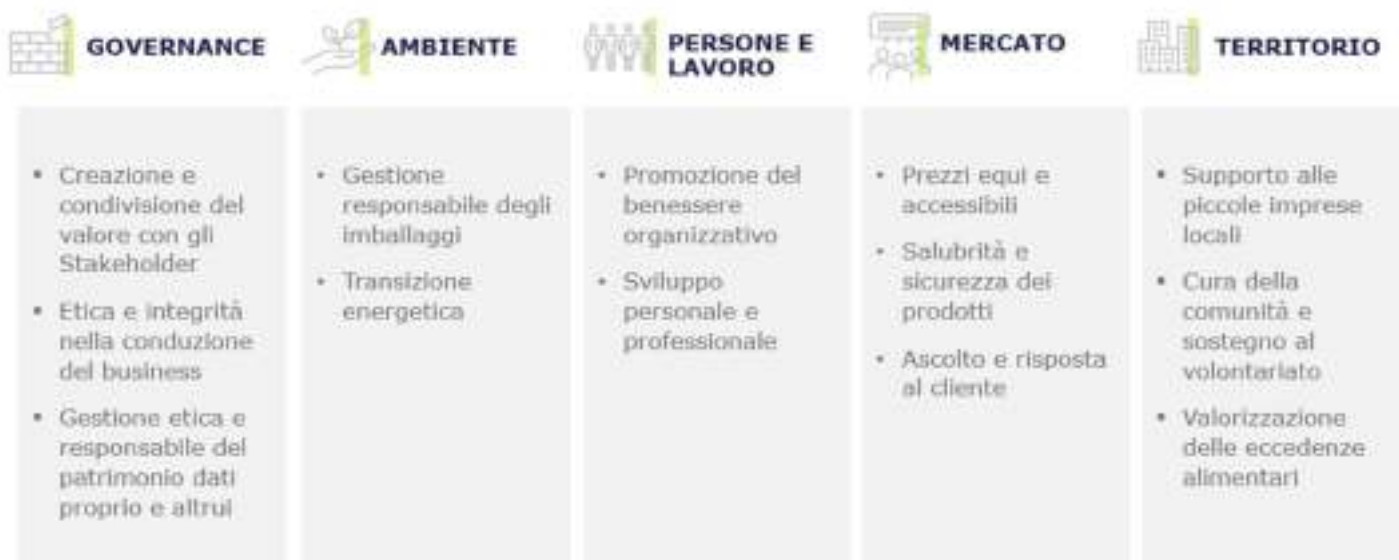 GOVERNANCE
Creazione e
condivisione del
valore con gli
Stakeholder
Etica e integrità
nella conduzione
del business
Gestione etica e
responsabile del
patrimonio dati
proprio e altrui
AMBIENTE
Gestione
responsabile degli
imballaggi
Transizione
energetica
PERSONE E
LAVORO
Promozione del
benessere
organizzativo
Sviluppo
personale e
professionale
MERCATO
Prezzi equi e
accessibili
Salubrità e
sicurezza dei
prodotti
Ascolto e risposta
al cliente
TERRITORIO
Supporto alle
piccole imprese
locali
Cura della
comunità e
sostegno al
volontariato
Valorizzazione
delle eccedenze
alimentari